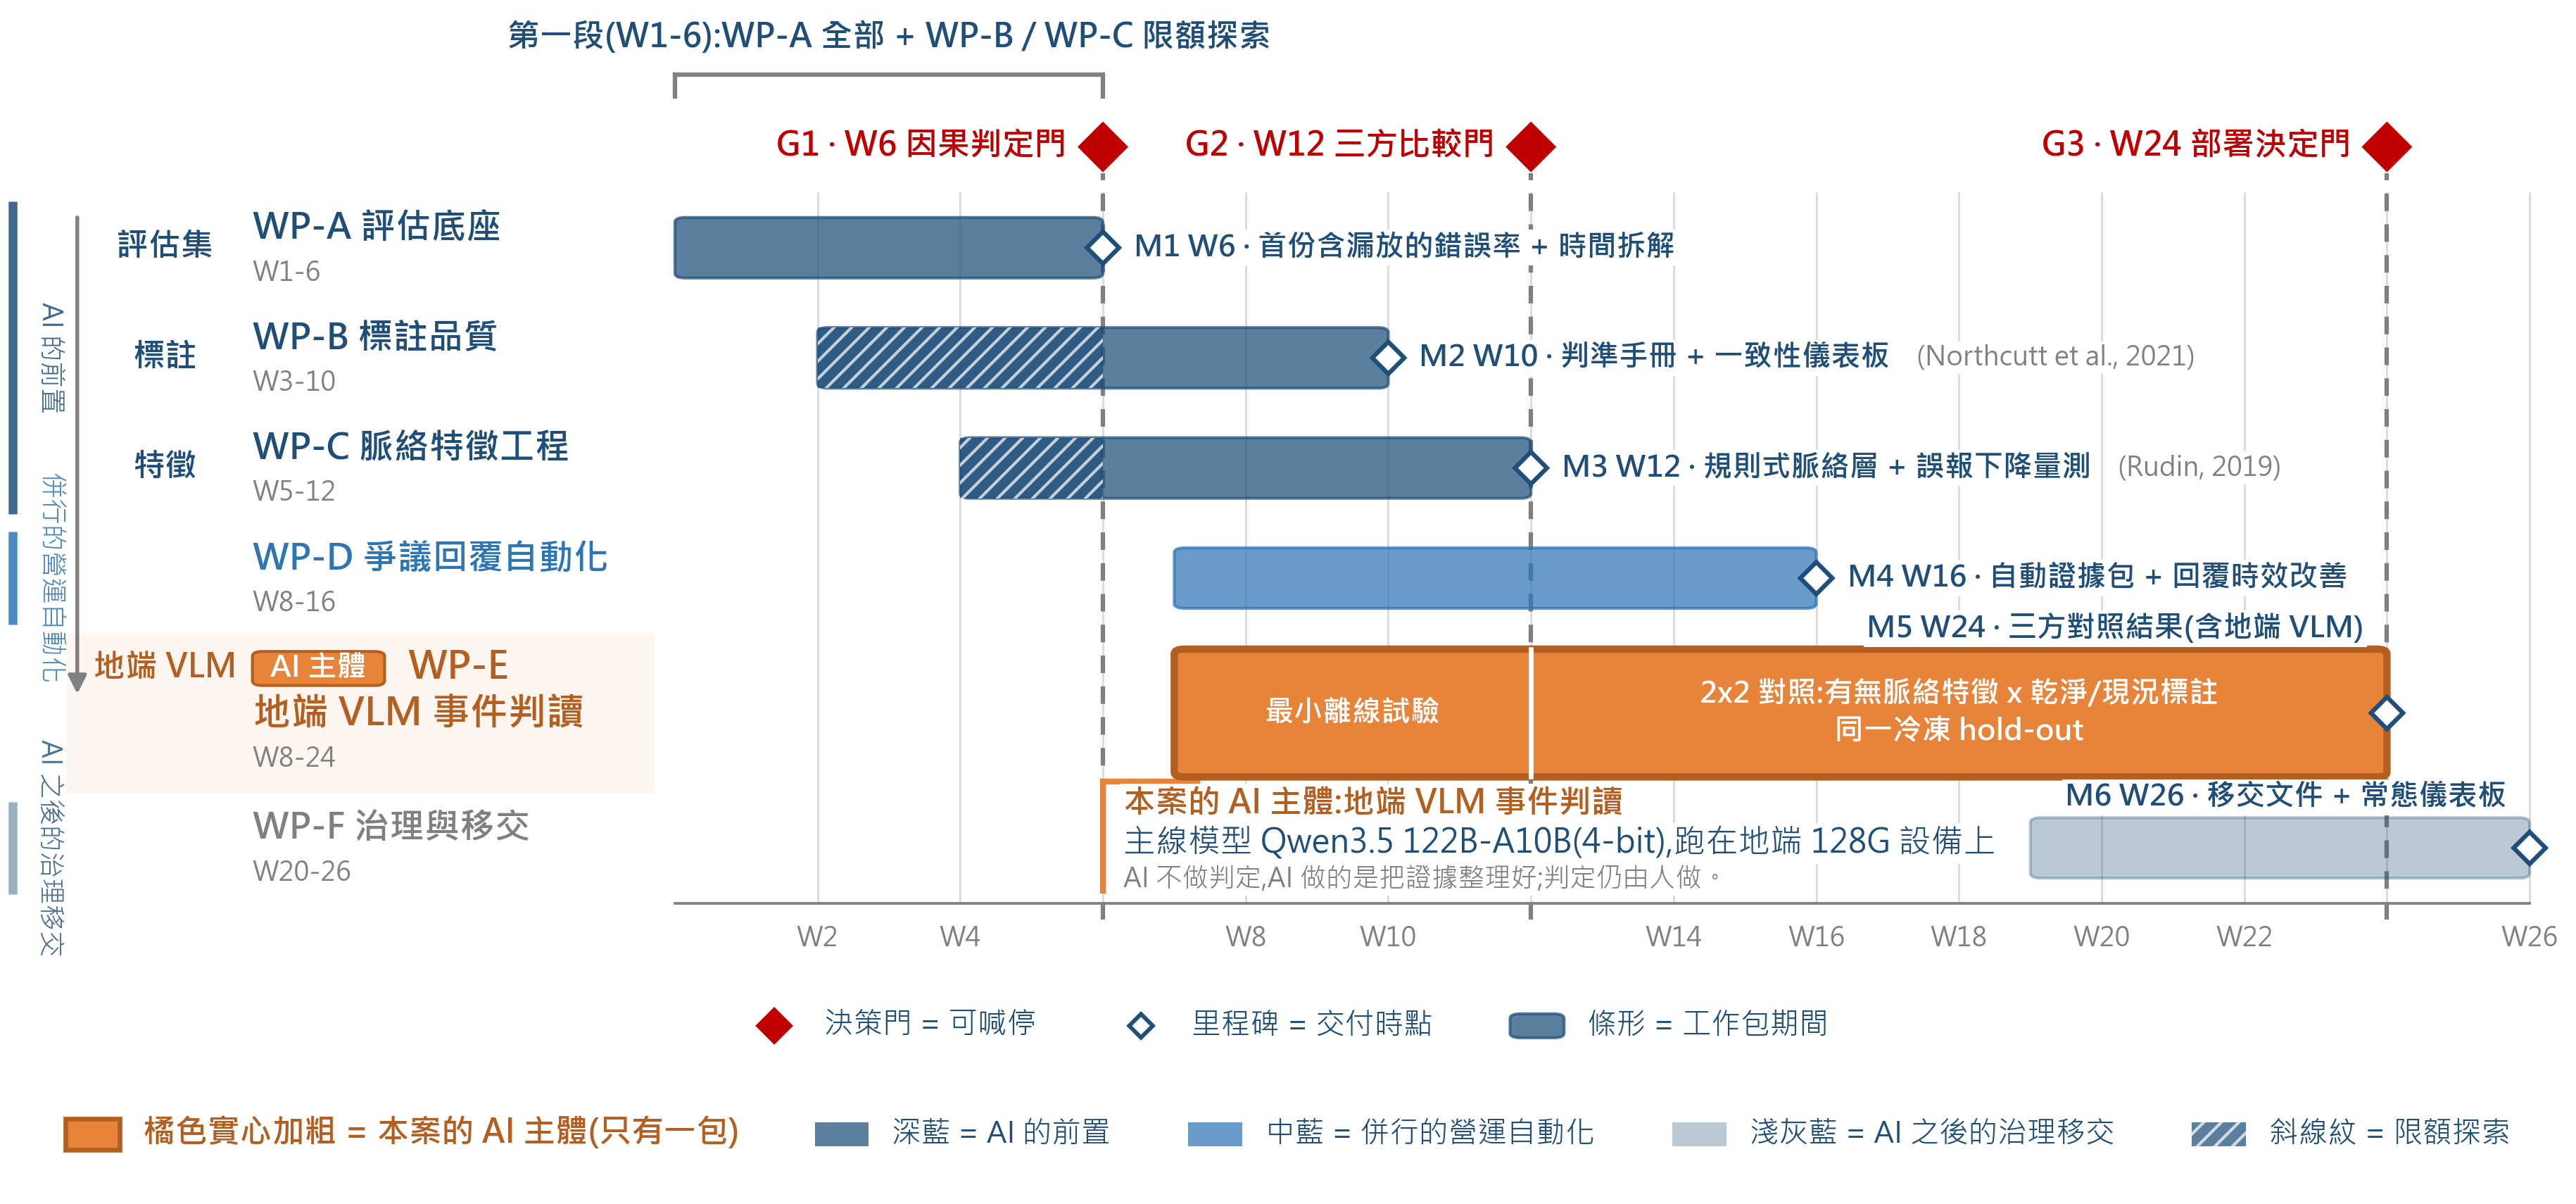 第一段(W1-6):WP-A 全部 + WP-B / WP-C 限額探索
G1 · W6 因果判定門
G2 · W12 三方比較門
G3 · W24 部署決定門
AI 的前置
併行的營運自動化
AI 之後的治理移交
評估集
WP-A 評估底座
W1-6
M1 W6 · 首份含漏放的錯誤率 + 時間拆解
標註
WP-B 標註品質
W3-10
M2 W10 · 判準手冊 + 一致性儀表板
(Northcutt et al., 2021)
特徵
WP-C 脈絡特徵工程
W5-12
M3 W12 · 規則式脈絡層 + 誤報下降量測
(Rudin, 2019)
WP-D 爭議回覆自動化
W8-16
M4 W16 · 自動證據包 + 回覆時效改善
地端 VLM
AI 主體
WP-E
地端 VLM 事件判讀
W8-24
M5 W24 · 三方對照結果(含地端 VLM)
最小離線試驗
2x2 對照:有無脈絡特徵 x 乾淨/現況標註
同一冷凍 hold-out
本案的 AI 主體:地端 VLM 事件判讀
主線模型 Qwen3.5 122B-A10B(4-bit),跑在地端 128G 設備上
AI 不做判定,AI 做的是把證據整理好;判定仍由人做。
WP-F 治理與移交
W20-26
M6 W26 · 移交文件 + 常態儀表板
W2
W4
W8
W10
W14
W16
W18
W20
W22
W26
決策門 = 可喊停
里程碑 = 交付時點
條形 = 工作包期間
橘色實心加粗 = 本案的 AI 主體(只有一包)
深藍 = AI 的前置
中藍 = 併行的營運自動化
淺灰藍 = AI 之後的治理移交
斜線紋 = 限額探索